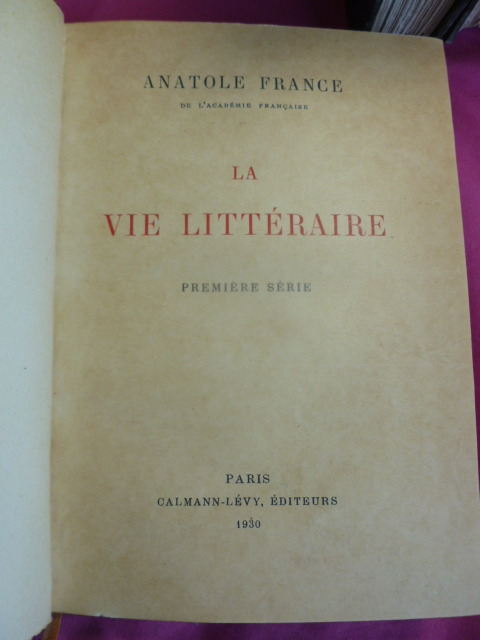 ANATOLE FRANCE
DE L'ACADÉMIE FRANÇAISE
LA
VIE LITTÉRAIRE
PREMIÈRE SÉRIE
PARIS
CALMANN-LÉVY, ÉDITEURS
1930